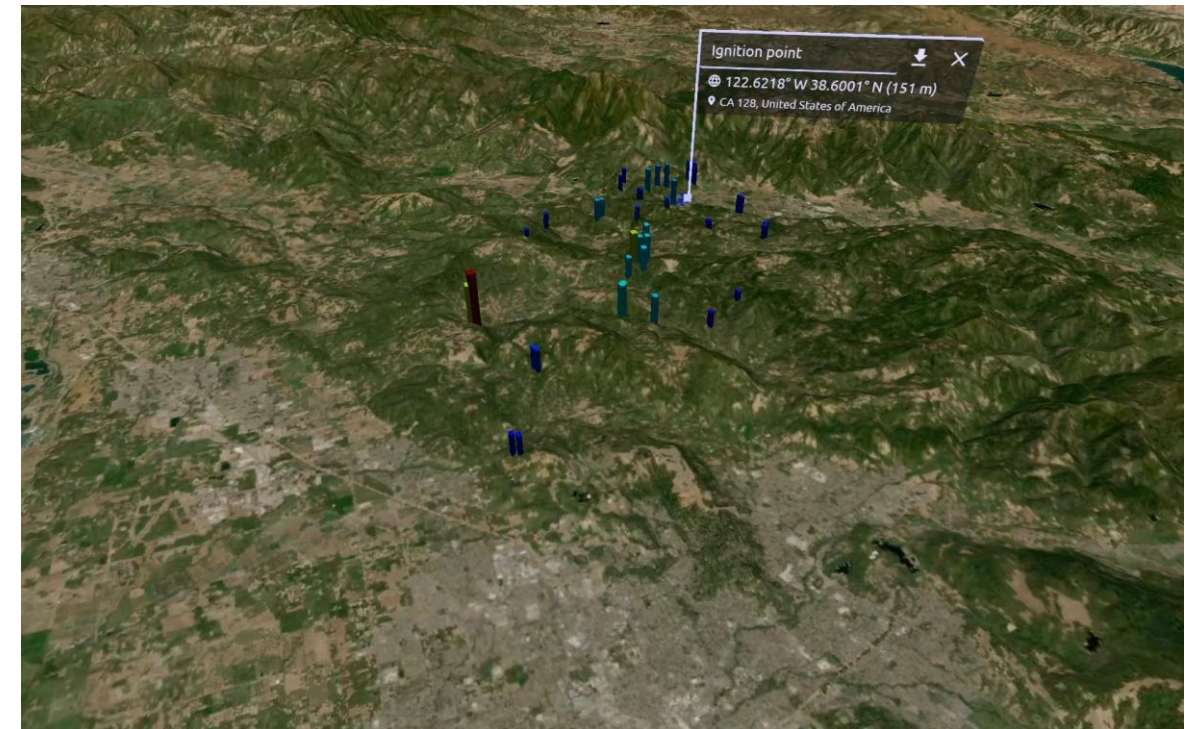 Ignition point
122.6218° W 38.6001° N (151 m)
CA 128, United States of America